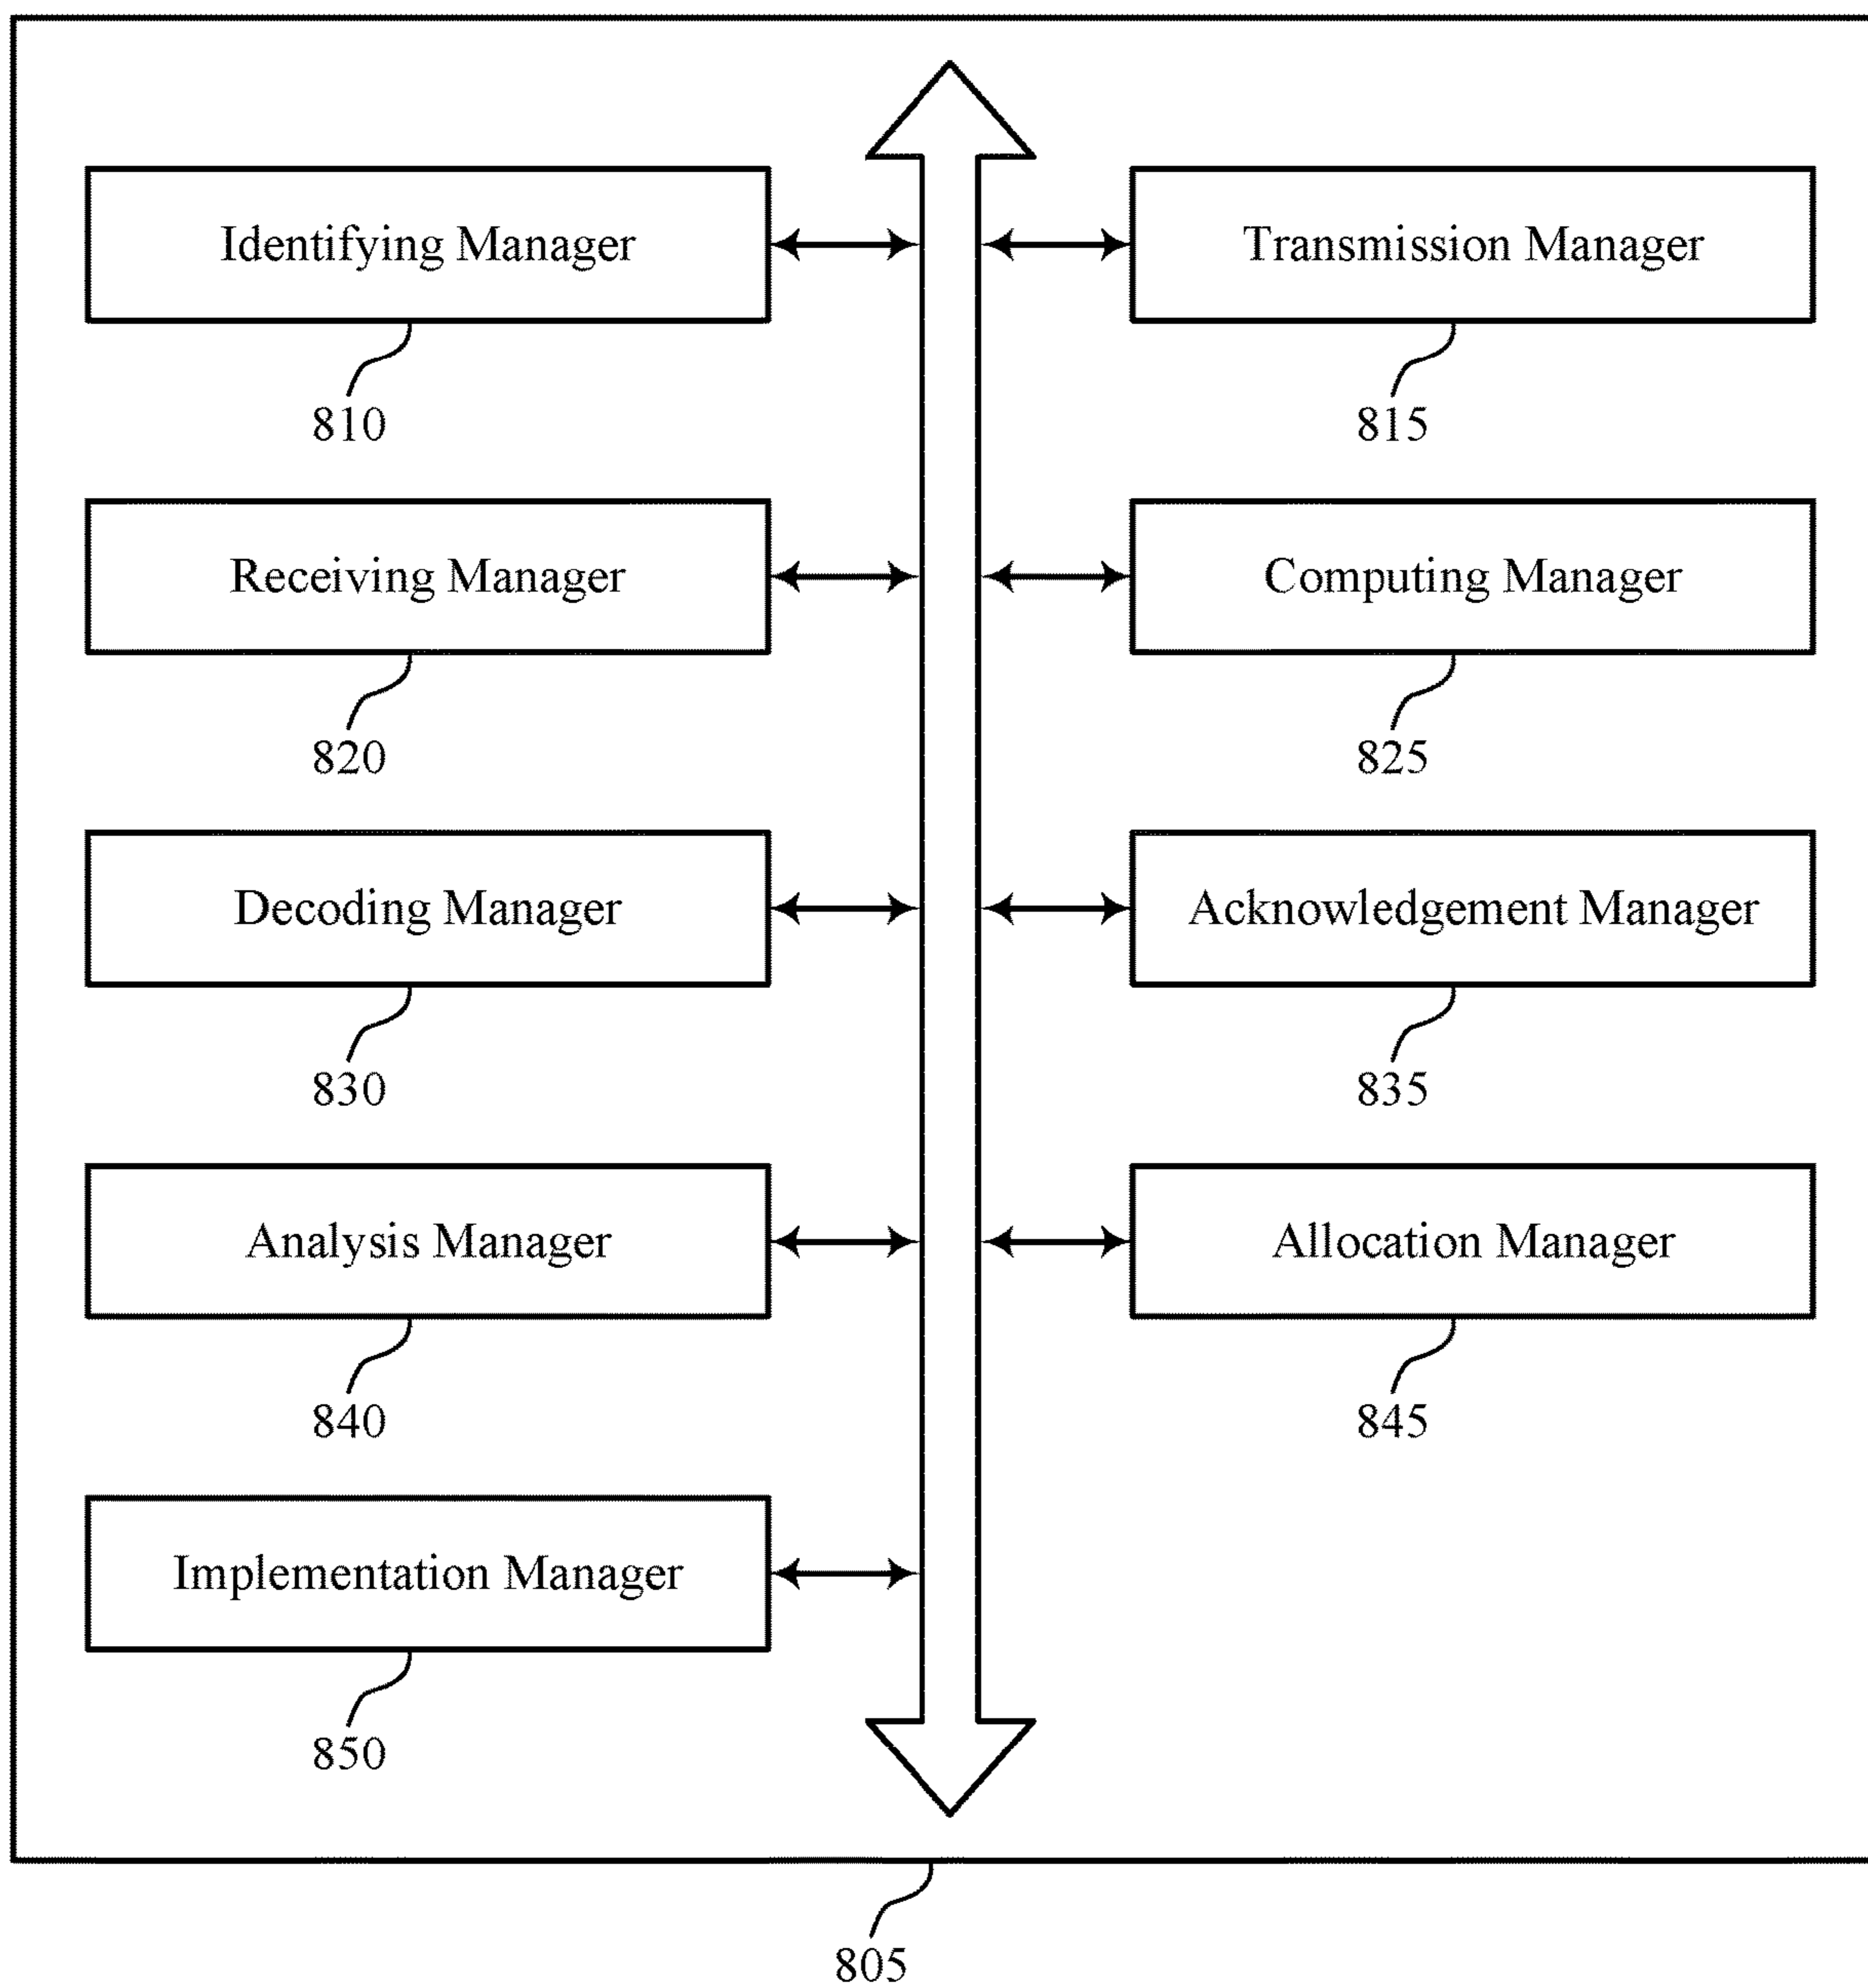 Identifying Manager
Transmission Manager
810
815
Receiving Manager
Computing Manager
820
825
Decoding Manager
Acknowledgement Manager
830
835
Analysis Manager
Allocation Manager
840
845
Implementation Manager
850
805